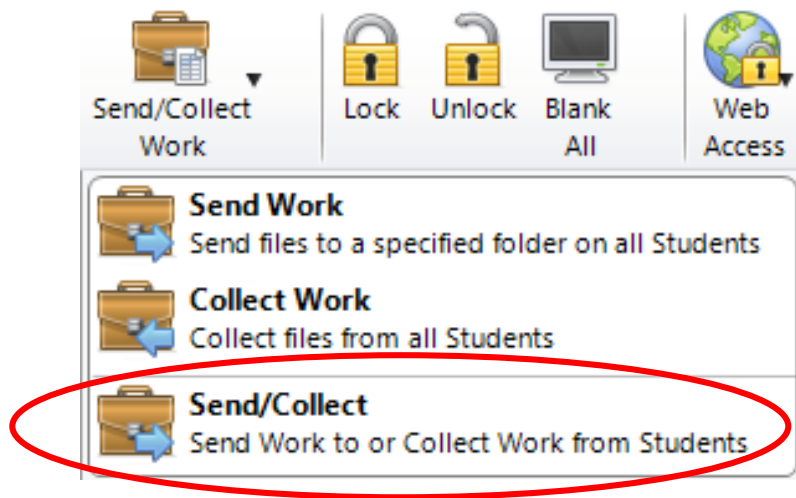 Send/Collect Work
Lock
Unlock
Blank All
Web Access
Send Work
Send files to a specified folder on all Students
Collect Work
Collect files from all Students
Send/Collect
Send Work to or Collect Work from Students